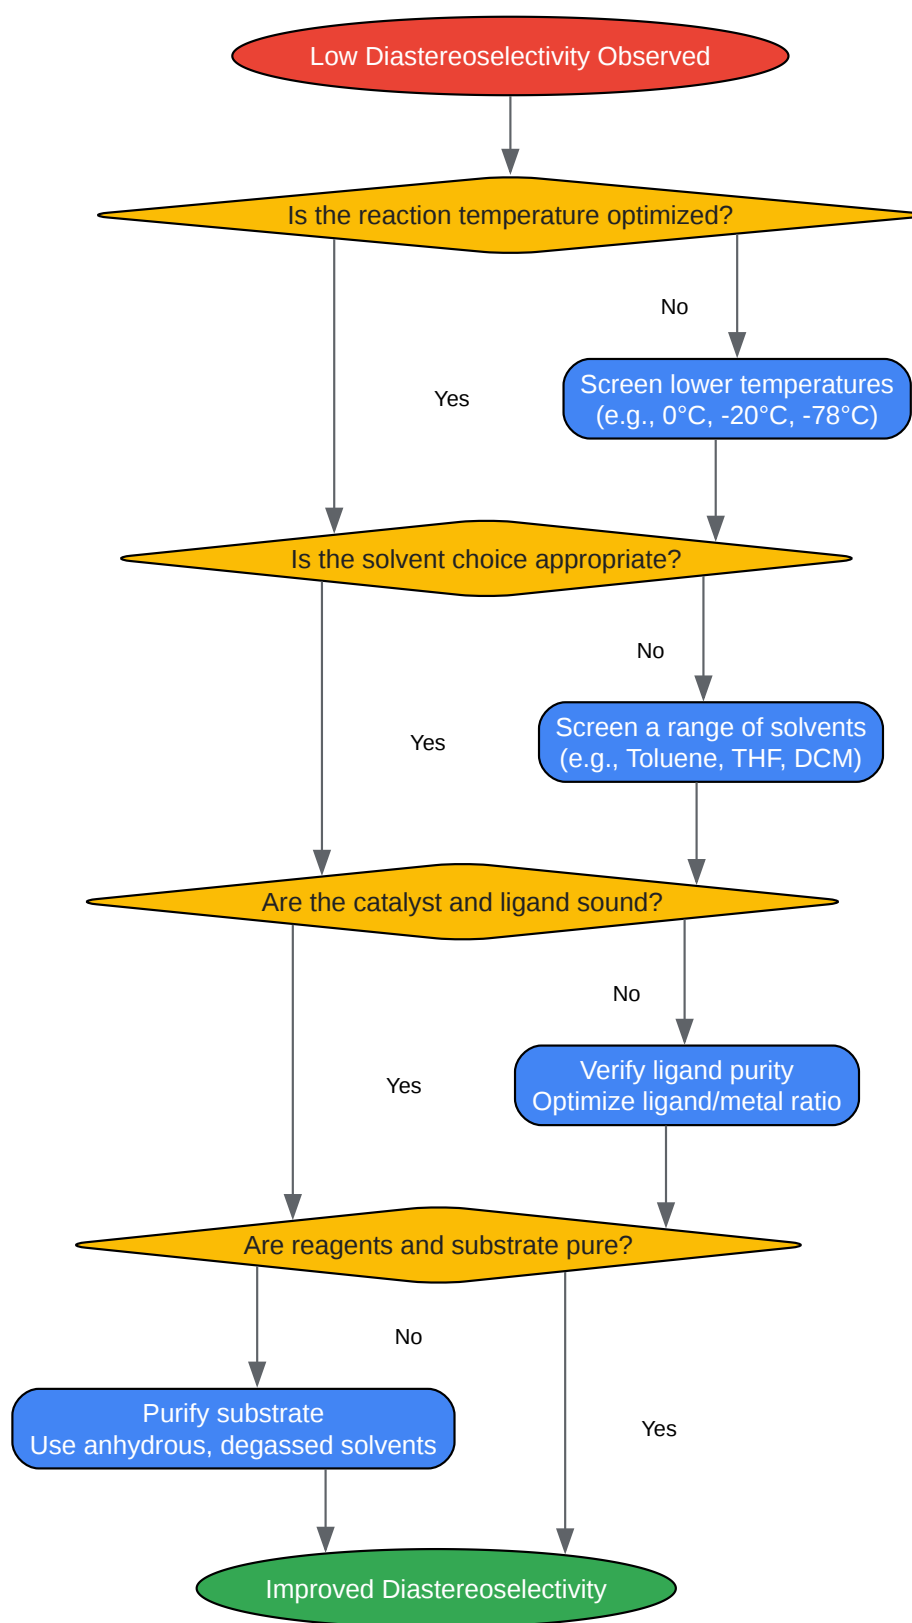 Low Diastereoselectivity Observed
Is the reaction temperature optimized?
No
Screen lower temperatures
(e.g., 0°C, -20°C, -78°C)
Yes
Is the solvent choice appropriate?
No
Screen a range of solvents
(e.g., Toluene, THF, DCM)
Yes
Are the catalyst and ligand sound?
No
Verify ligand purity
Optimize ligand/metal ratio
Yes
Are reagents and substrate pure?
No
Purify substrate
Use anhydrous, degassed solvents
Yes
Improved Diastereoselectivity